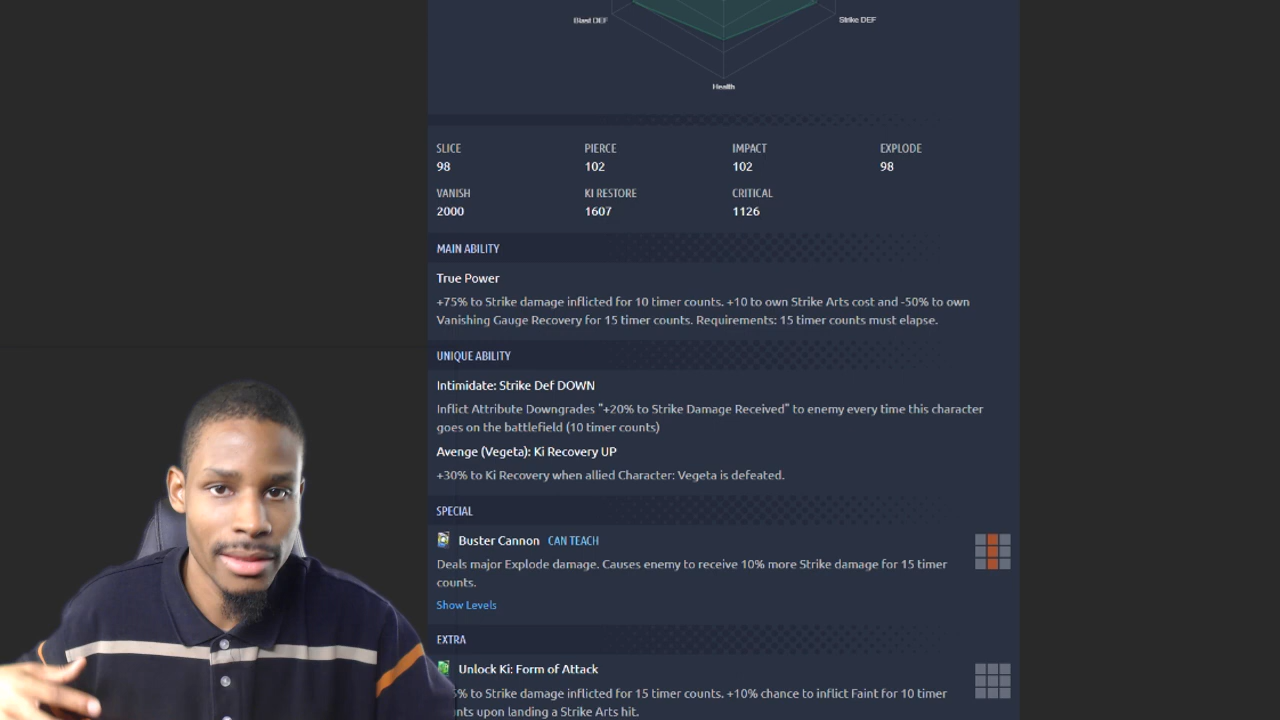 Blast DEF
Strike DEF
Health
SLICE PIERCE IMPACT EXPLODE
98 102 102 98
VANISH KI RESTORE CRITICAL
2000 1607 1126
MAIN ABILITY
True Power
+75% to Strike damage inflicted for 10 timer counts. +10 to own Strike Arts cost and -50% to own
Vanishing Gauge Recovery for 15 timer counts. Requirements: 15 timer counts must elapse.
UNIQUE ABILITY
Intimidate: Strike Def DOWN
Inflict Attribute Downgrades "+20% to Strike Damage Received" to enemy every time this character
goes on the battlefield (10 timer counts)
Avenge (Vegeta): Ki Recovery UP
+30% to Ki Recovery when allied Character: Vegeta is defeated.
SPECIAL
Buster Cannon CAN TEACH
Deals major Explode damage. Causes enemy to receive 10% more Strike damage for 15 timer
counts.
Show Levels
EXTRA
Unlock Ki: Form of Attack
% to Strike damage inflicted for 15 timer counts. +10% chance to inflict Faint for 10 timer
upon landing a Strike Arts hit.